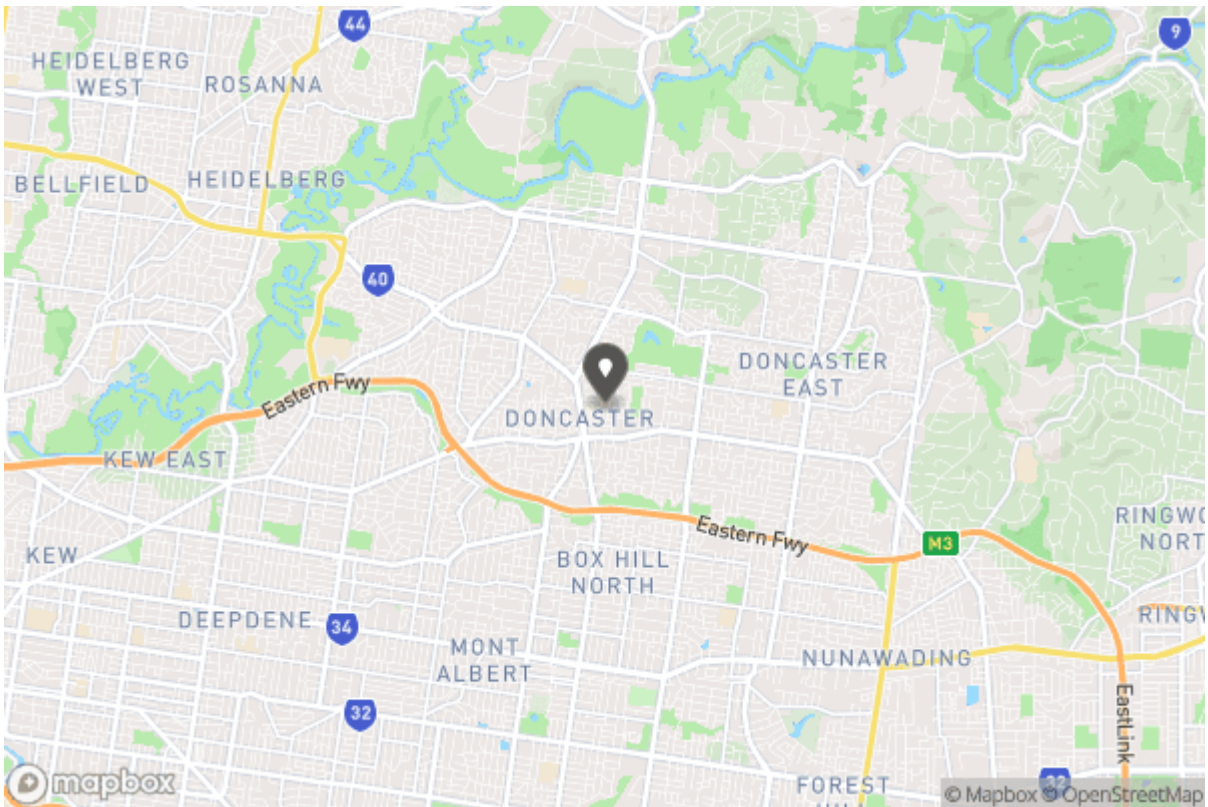 44
9
HEIDELBERG
WEST
ROSANNA
BELLFIELD
HEIDELBERG
40
DONCASTER
EAST
Eastern Fwy
DONCASTER
KEW EAST
Eastern Fwy
M3
RINGWO
NORT
KEW
BOX HILL
NORTH
DEEPDENE
34
RINGW
MONT
ALBERT
NUNAWADING
32
EastLink
FOREST
32
mapbox
© Mapbox © OpenStreetMap